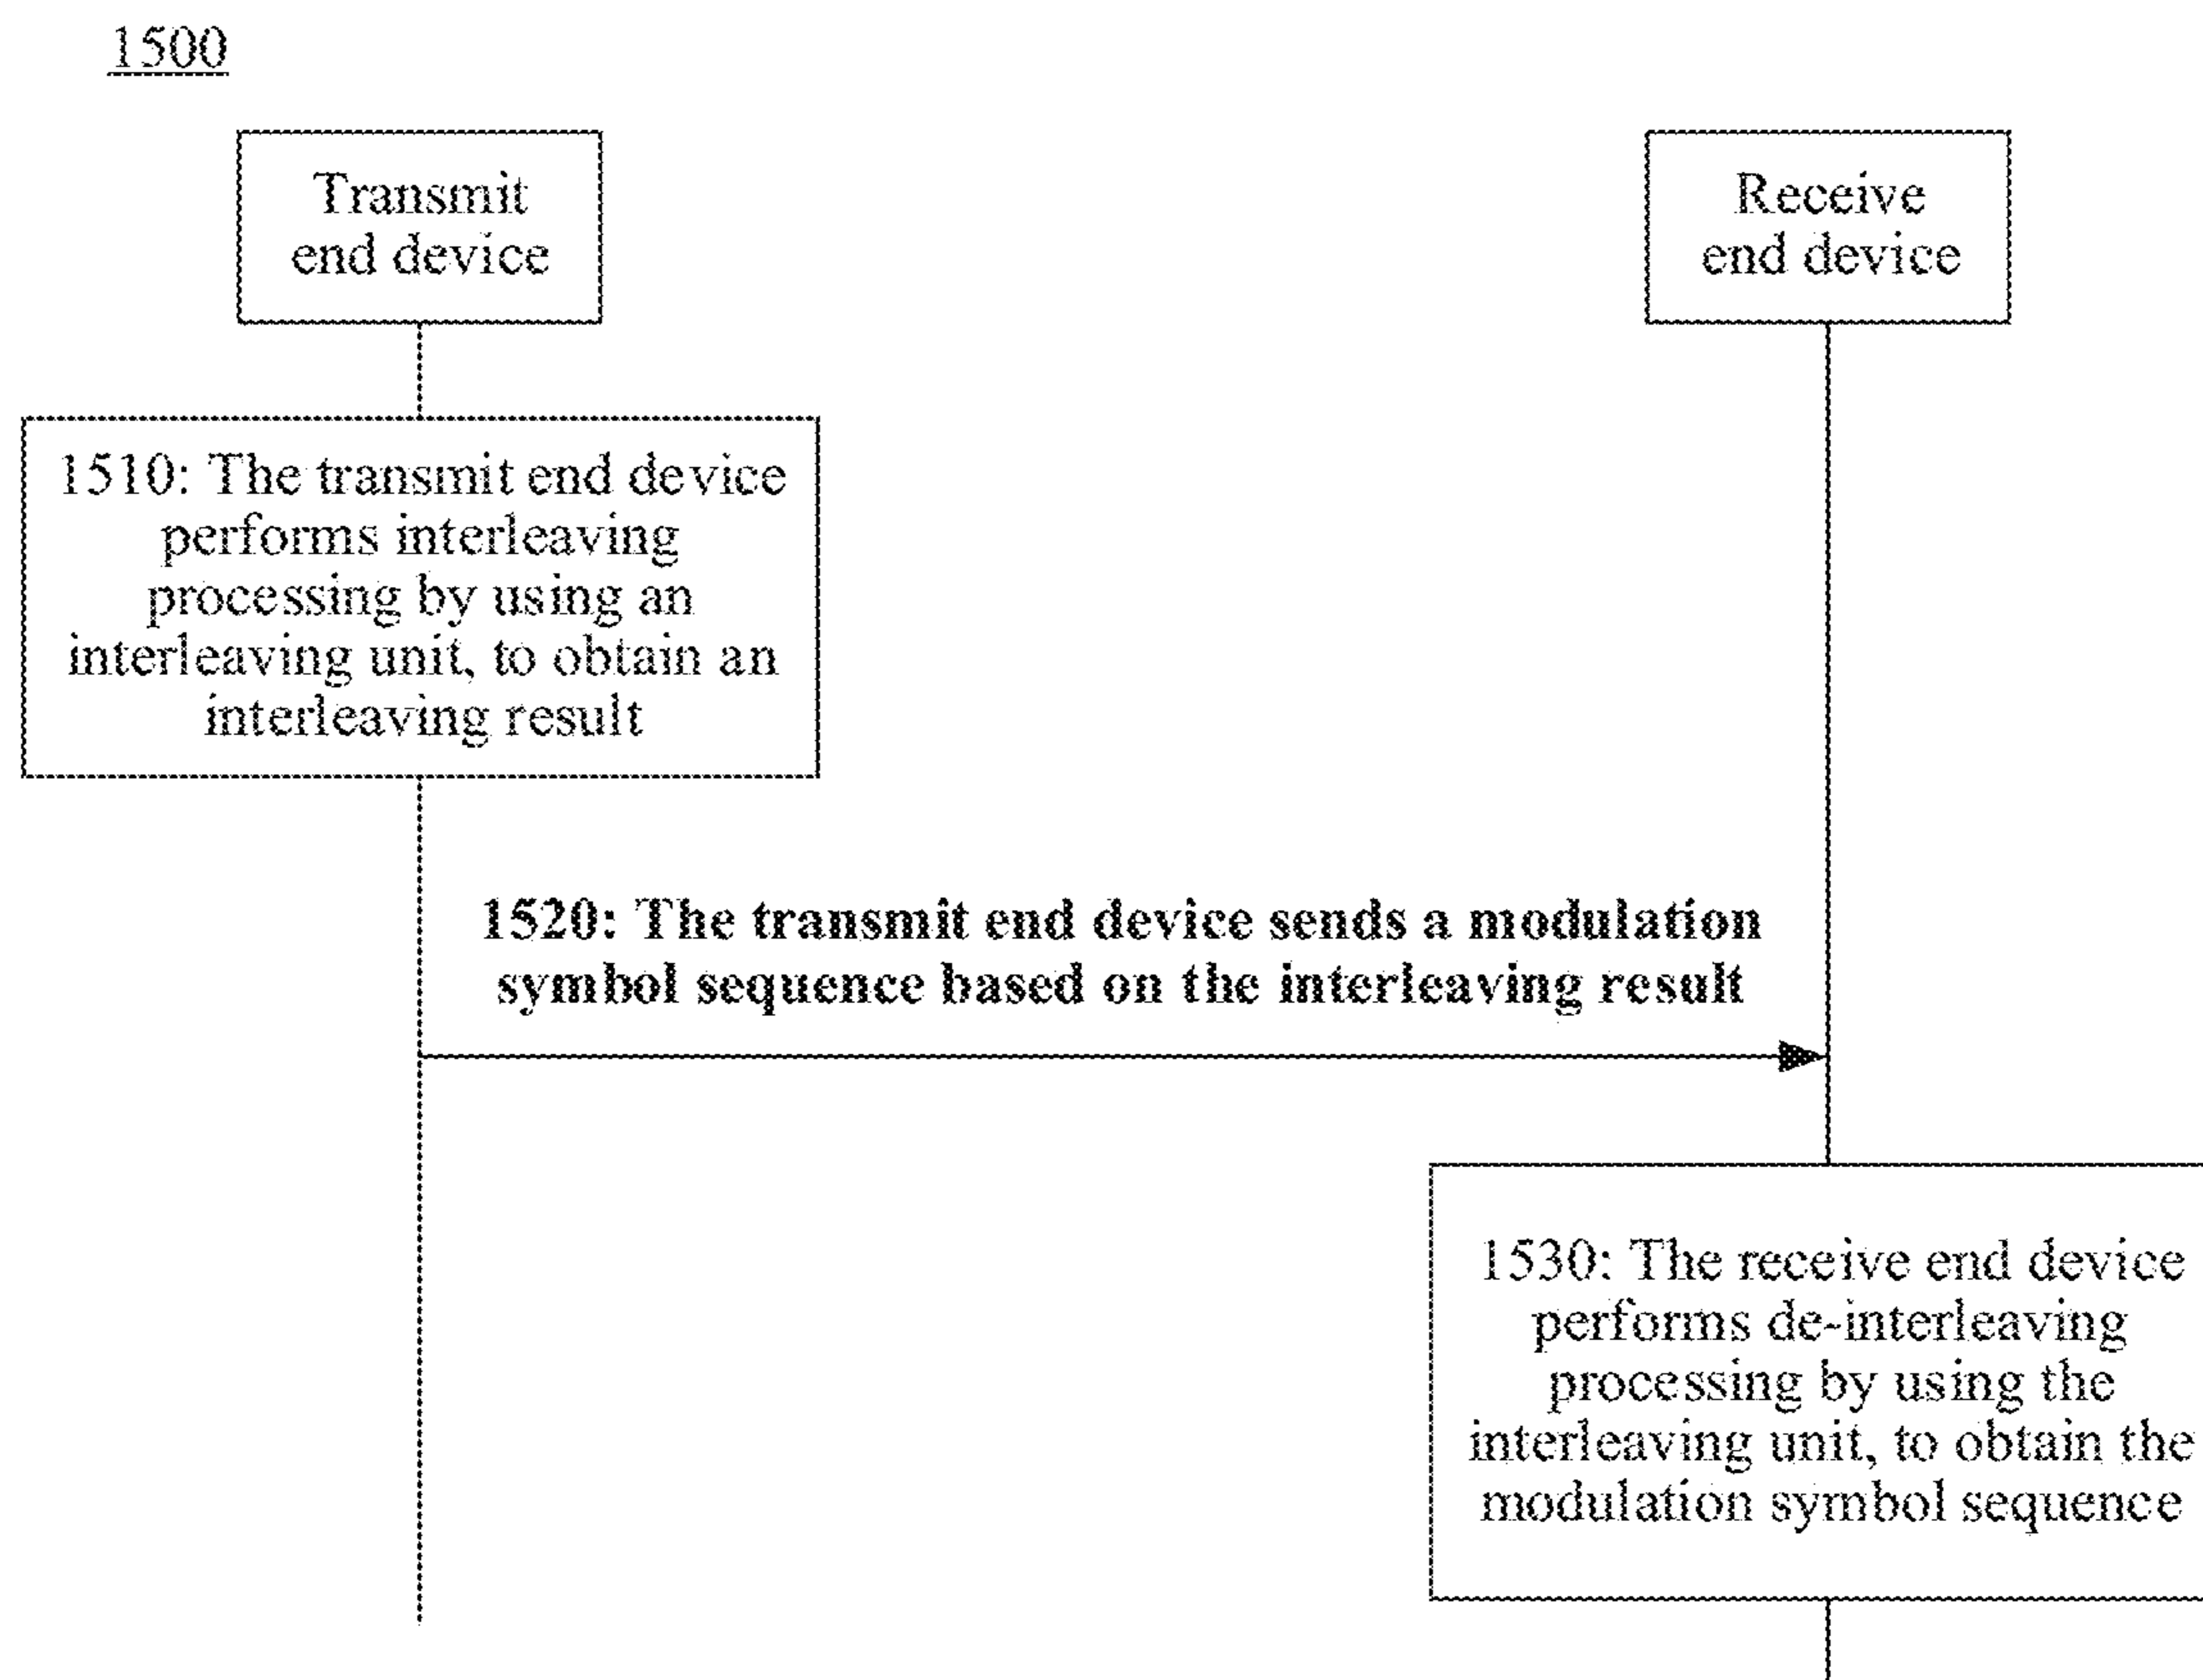 1500
Transmit
end device
Receive
end device
1510: The transmit end device
performs interleaving
processing by using an
interleaving unit, to obtain an
interleaving result
1520: The transmit end device sends a modulation
symbol sequence based on the interleaving result
1530: The receive end device
performs de-interleaving
processing by using the
interleaving unit, to obtain the
modulation symbol sequence